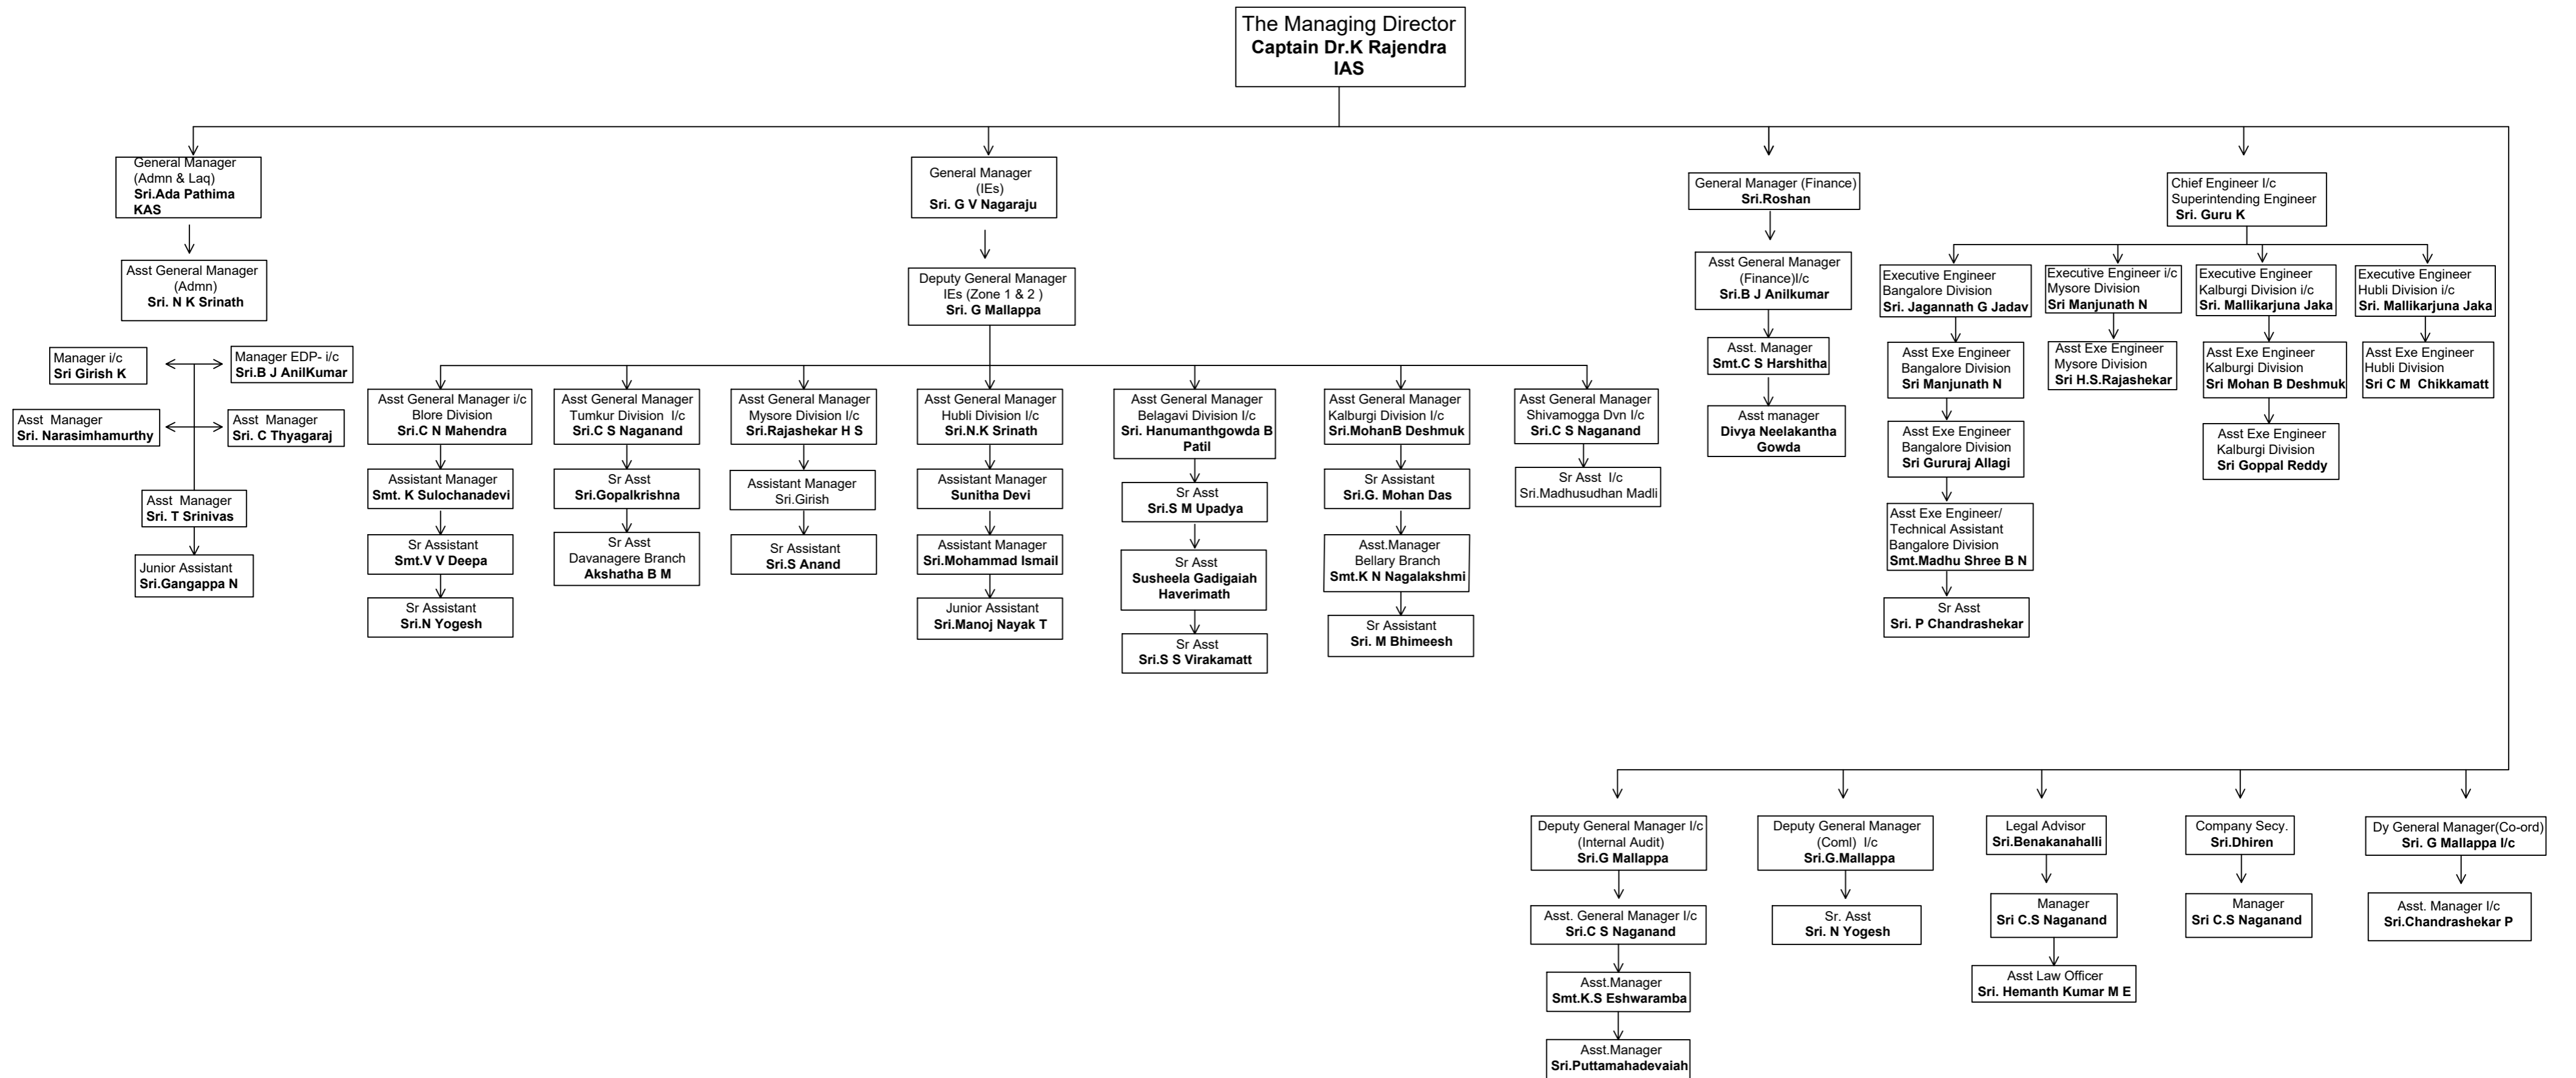 The Managing Director
Captain Dr.K Rajendra
IAS
General Manager
(Admn & Laq)
Sri.Ada Pathima
KAS
Asst General Manager
(Admn)
Sri. N K Srinath
Manager i/c
Sri Girish K
Manager EDP- i/c
Sri.B J AnilKumar
Asst Manager
Sri. Narasimhamurthy
Asst Manager
Sri. C Thyagaraj
Asst Manager
Sri. T Srinivas
Junior Assistant
Sri.Gangappa N
General Manager
(IEs)
Sri. G V Nagaraju
Deputy General Manager
IEs (Zone 1 & 2 )
Sri. G Mallappa
Asst General Manager i/c
Blore Division
Sri.C N Mahendra
Assistant Manager
Smt. K Sulochanadevi
Sr Assistant
Smt.V V Deepa
Sr Assistant
Sri.N Yogesh
Asst General Manager
Tumkur Division I/c
Sri.C S Naganand
Sr Asst
Sri.Gopalkrishna
Sr Asst
Davanagere Branch
Akshatha B M
Asst General Manager
Mysore Division I/c
Sri.Rajashekar H S
Assistant Manager
Sri.Girish
Sr Assistant
Sri.S Anand
Asst General Manager
Hubli Division I/c
Sri.N.K Srinath
Assistant Manager
Sunitha Devi
Assistant Manager
Sri.Mohammad Ismail
Junior Assistant
Sri.Manoj Nayak T
Asst General Manager
Belagavi Division I/c
Sri. Hanumanthgowda B
Patil
Sr Asst
Sri.S M Upadya
Sr Asst
Susheela Gadigaiah
Haverimath
Sr Asst
Sri.S S Virakamatt
Asst General Manager
Kalburgi Division I/c
Sri.MohanB Deshmuk
Sr Assistant
Sri.G. Mohan Das
Asst.Manager
Bellary Branch
Smt.K N Nagalakshmi
Sr Assistant
Sri. M Bhimeesh
Asst General Manager
Shivamogga Dvn I/c
Sri.C S Naganand
Sr Asst I/c
Sri.Madhusudhan Madli
General Manager (Finance)
Sri.Roshan
Asst General Manager
(Finance)I/c
Sri.B J Anilkumar
Asst. Manager
Smt.C S Harshitha
Asst manager
Divya Neelakantha
Gowda
Chief Engineer I/c
Superintending Engineer
Sri. Guru K
Executive Engineer
Bangalore Division
Sri. Jagannath G Jadav
Asst Exe Engineer
Bangalore Division
Sri Manjunath N
Asst Exe Engineer
Bangalore Division
Sri Gururaj Allagi
Asst Exe Engineer/
Technical Assistant
Bangalore Division
Smt.Madhu Shree B N
Sr Asst
Sri. P Chandrashekar
Executive Engineer i/c
Mysore Division
Sri Manjunath N
Asst Exe Engineer
Mysore Division
Sri H.S.Rajashekar
Executive Engineer
Kalburgi Division i/c
Sri. Mallikarjuna Jaka
Asst Exe Engineer
Kalburgi Division
Sri Mohan B Deshmuk
Asst Exe Engineer
Kalburgi Division
Sri Goppal Reddy
Executive Engineer
Hubli Division i/c
Sri. Mallikarjuna Jaka
Asst Exe Engineer
Hubli Division
Sri C M Chikkamatt
Deputy General Manager I/c
(Internal Audit)
Sri.G Mallappa
Asst. General Manager I/c
Sri.C S Naganand
Asst.Manager
Smt.K.S Eshwaramba
Asst.Manager
Sri.Puttamahadevaiah
Deputy General Manager
(Coml) I/c
Sri.G.Mallappa
Sr. Asst
Sri. N Yogesh
Legal Advisor
Sri.Benakanahalli
Manager
Sri C.S Naganand
Asst Law Officer
Sri. Hemanth Kumar M E
Company Secy.
Sri.Dhiren
Manager
Sri C.S Naganand
Dy General Manager(Co-ord)
Sri. G Mallappa I/c
Asst. Manager I/c
Sri.Chandrashekar P